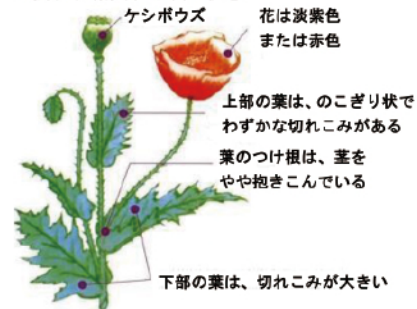 ケシボウズ
花は淡紫色
または赤色
上部の葉は、のこぎり状で
わずかな切れこみがある
葉のつけ根は、茎を
やや抱きこんでいる
下部の葉は、切れこみが大きい